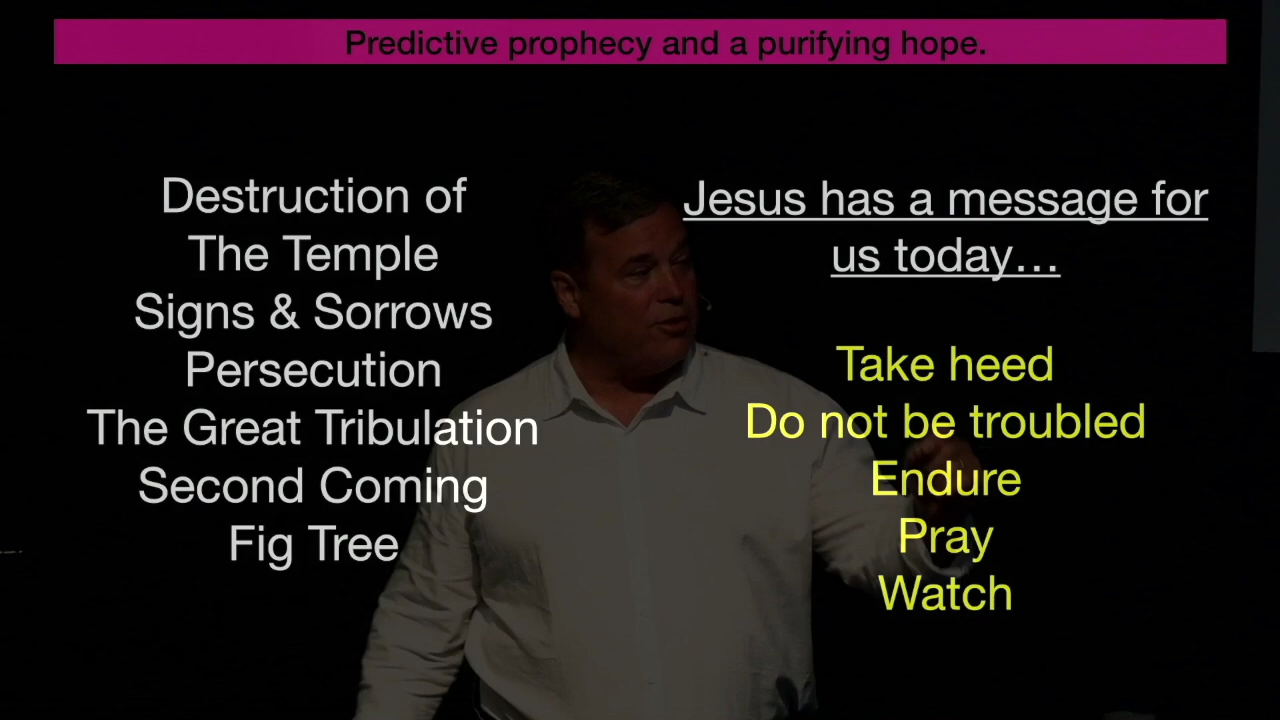 Predictive prophecy and a purifying hope.
Destruction of
The Temple
Signs & Sorrows
Persecution
The Great Tribulation
Second Coming
Fig Tree
Jesus has a message for
us today…
Take heed
Do not be troubled
Endure
Pray
Watch